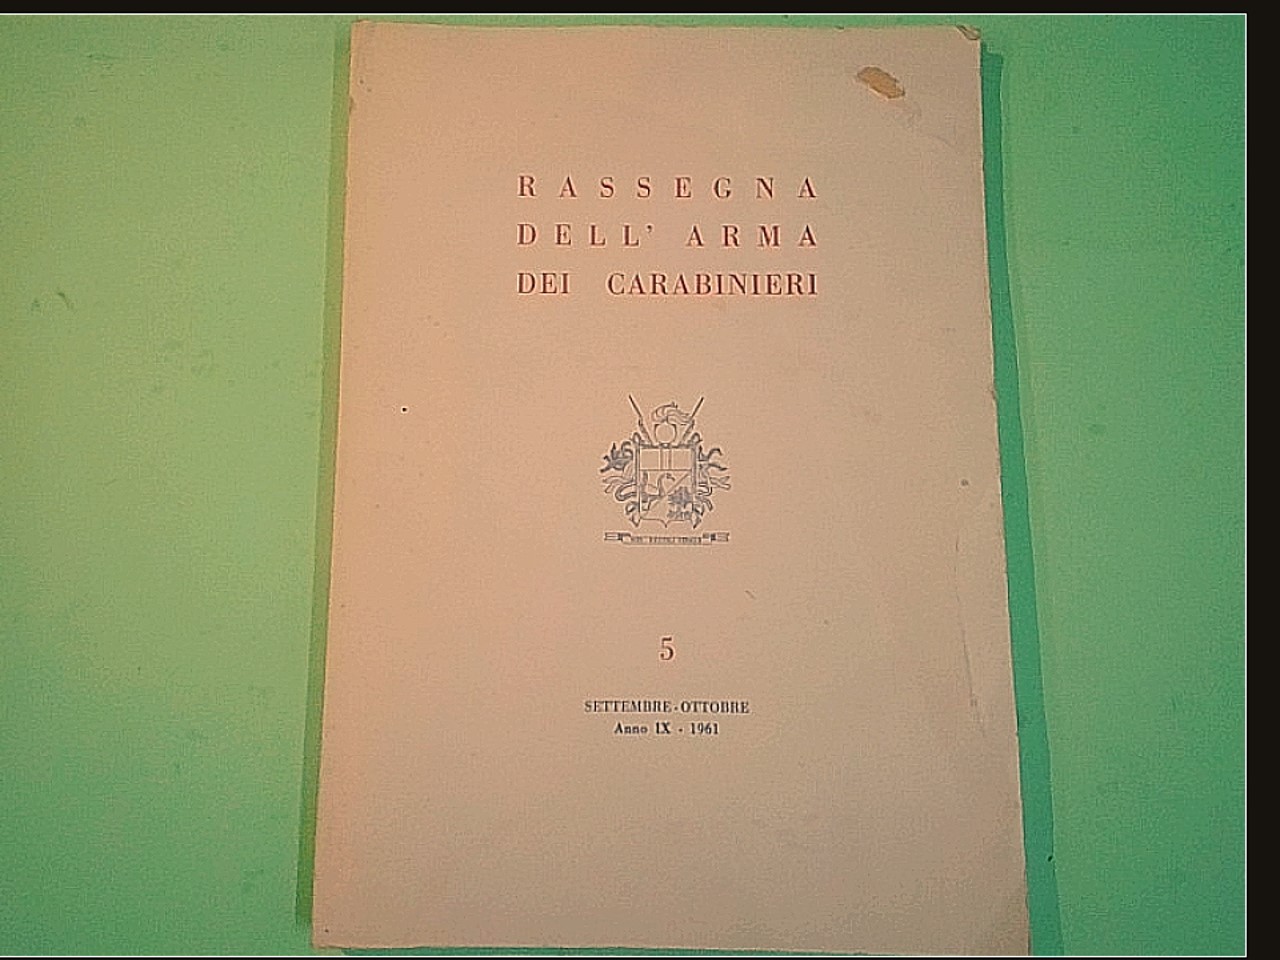 RASSEGNA
DELL' ARMA
DEI CARABINIERI
5
SETTEMBRE-OTTOBRE
Anno IX - 1961